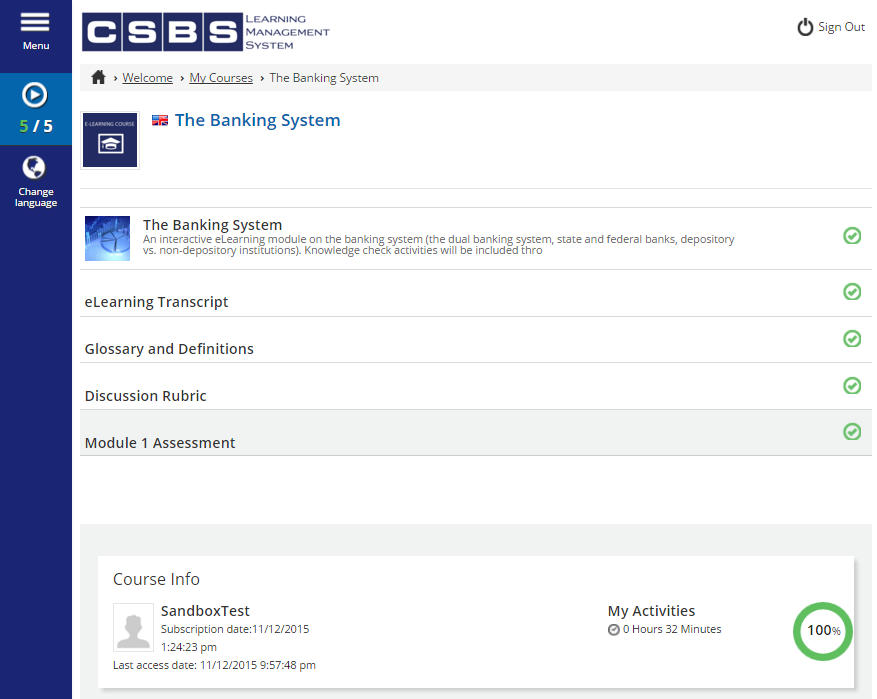 Menu
CSBS LEARNING
MANAGEMENT
SYSTEM
Sign Out
› Welcome › My Courses › The Banking System
5 / 5
E-LEARNING COURSE
The Banking System
Change
language
The Banking System
An interactive eLearning module on the banking system (the dual banking system, state and federal banks, depository
vs. non-depository institutions). Knowledge check activities will be included thro
eLearning Transcript
Glossary and Definitions
Discussion Rubric
Module 1 Assessment
Course Info
SandboxTest
Subscription date:11/12/2015
1:24:23 pm
Last access date: 11/12/2015 9:57:48 pm
My Activities
0 Hours 32 Minutes
100%